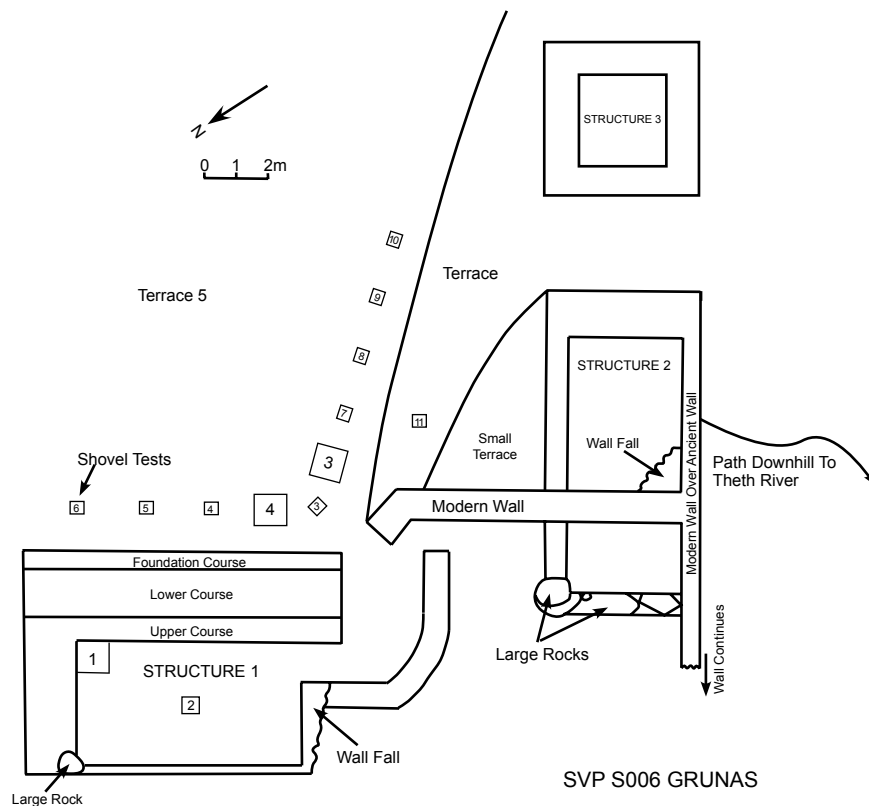 STRUCTURE 3
N
0 1 2m
10
Terrace
9
Terrace 5
8
STRUCTURE 2
7
11
Small
Terrace
Wall Fall
Modern Wall Over Ancient Wall
Path Downhill To
Theth River
Shovel Tests
3
6
5
4
4
3
Modern Wall
Foundation Course
Lower Course
Upper Course
Large Rocks
Wall Continues
1
STRUCTURE 1
2
Wall Fall
Large Rock
SVP S006 GRUNAS